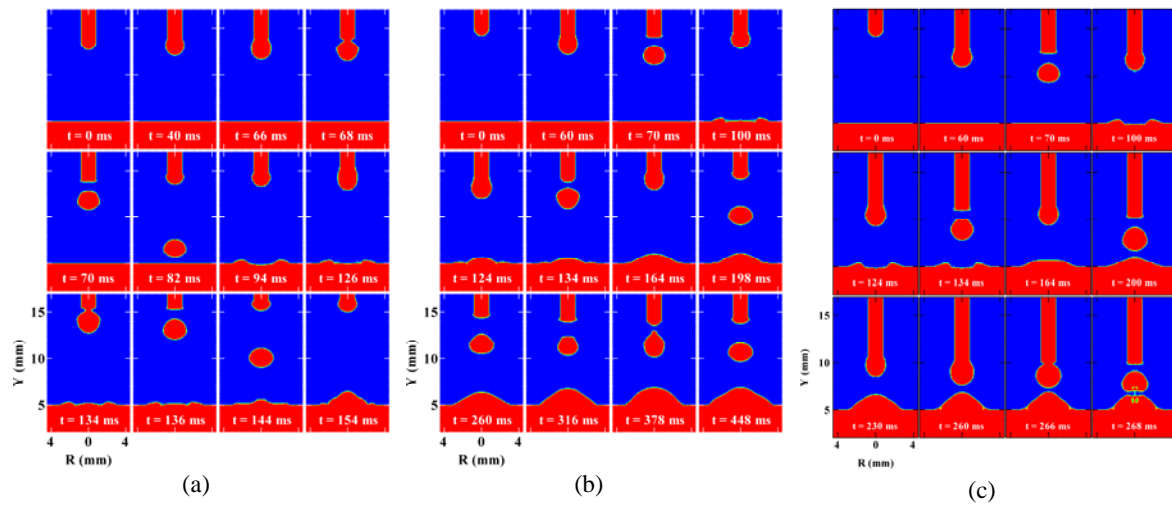 t = 0 ms t = 40 ms t = 66 ms t = 68 ms
t = 70 ms t = 82 ms t = 94 ms t = 126 ms
15
10
Y (mm)
5
t = 134 ms t = 136 ms t = 144 ms t = 154 ms
4 0 4
R (mm)
(a)
t = 0 ms t = 60 ms t = 70 ms t = 100 ms
t = 124 ms t = 134 ms t = 164 ms t = 198 ms
15
10
Y (mm)
5
t = 260 ms t = 316 ms t = 378 ms t = 448 ms
4 0 4
R (mm)
(b)
t = 0 ms t = 60 ms t = 70 ms t = 100 ms
t = 124 ms t = 134 ms t = 164 ms t = 200 ms
15
10
Y (mm)
5
t = 230 ms t = 260 ms t = 266 ms t = 268 ms
4 0 4
R (mm)
(c)